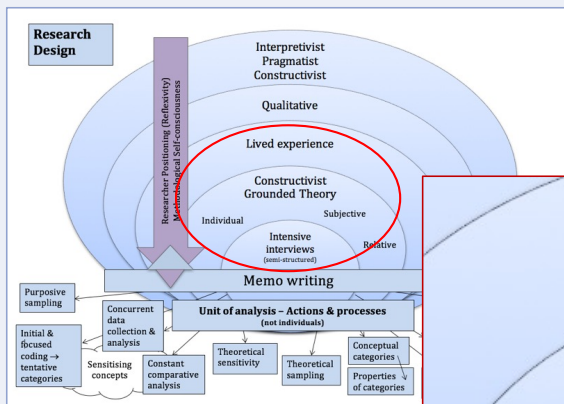 Research
Design
Interpretivist
Pragmatist
Constructivist
Qualitative
Lived experience
Constructivist
Grounded Theory
Individual
Subjective
Relative
Intensive
interviews
(semi-structured)
Researcher Positioning (Reflexivity)
Methodological Self-consciousness
Memo writing
Unit of analysis – Actions & processes
(not individuals)
Purposive
sampling
Concurrent
data
collection &
analysis
Initial &
focused
coding →
tentative
categories
Sensitising
concepts
Constant
comparative
analysis
Theoretical
sensitivity
Theoretical
sampling
Conceptual
categories
Properties
of categories